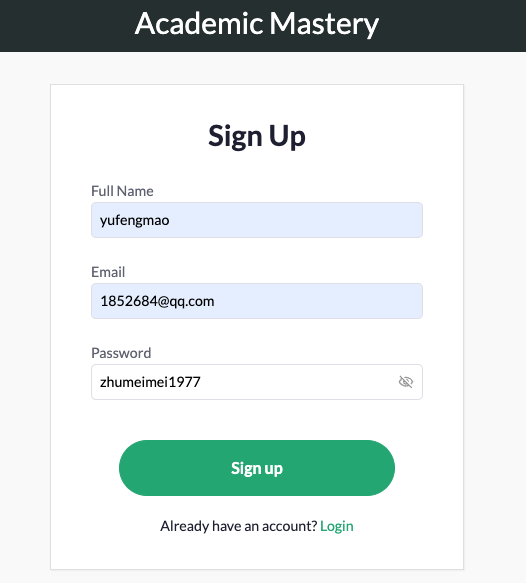 Academic Mastery
Sign Up
Full Name
yufengmao
Email
1852684@qq.com
Password
zhumeimei1977
Sign up
Already have an account? Login